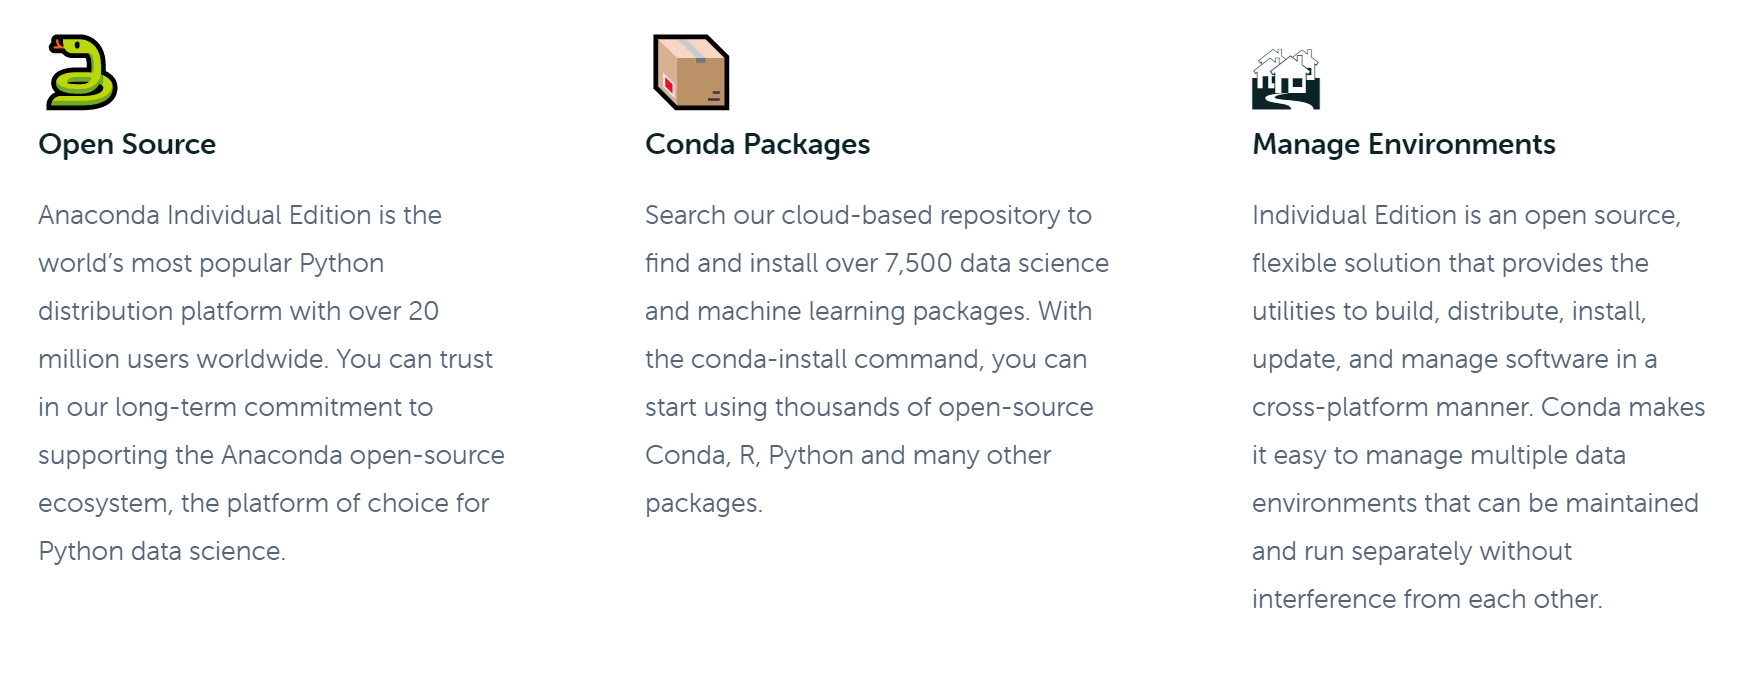 Open Source
Anaconda Individual Edition is the
world’s most popular Python
distribution platform with over 20
million users worldwide. You can trust
in our long-term commitment to
supporting the Anaconda open-source
ecosystem, the platform of choice for
Python data science.
Conda Packages
Search our cloud-based repository to
find and install over 7,500 data science
and machine learning packages. With
the conda-install command, you can
start using thousands of open-source
Conda, R, Python and many other
packages.
Manage Environments
Individual Edition is an open source,
flexible solution that provides the
utilities to build, distribute, install,
update, and manage software in a
cross-platform manner. Conda makes
it easy to manage multiple data
environments that can be maintained
and run separately without
interference from each other.